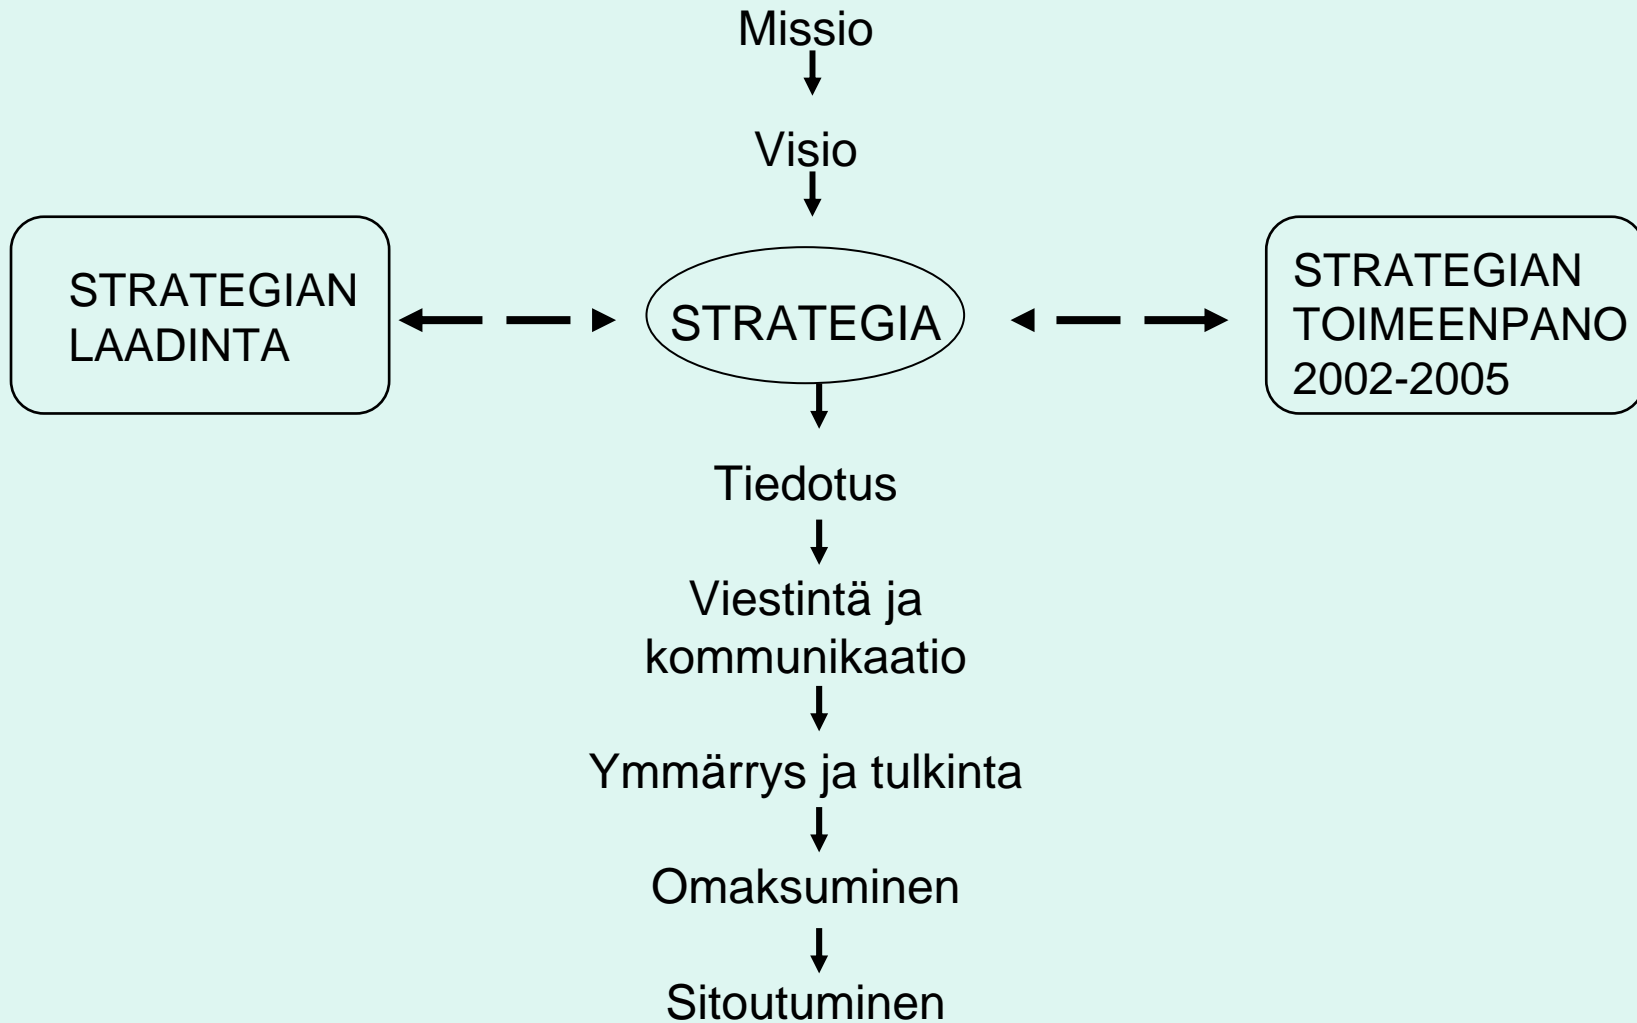 Missio
Visio
STRATEGIAN
LAADINTA
STRATEGIA
STRATEGIAN
TOIMEENPANO
2002-2005
Tiedotus
Viestintä ja
kommunikaatio
Ymmärrys ja tulkinta
Omaksuminen
Sitoutuminen